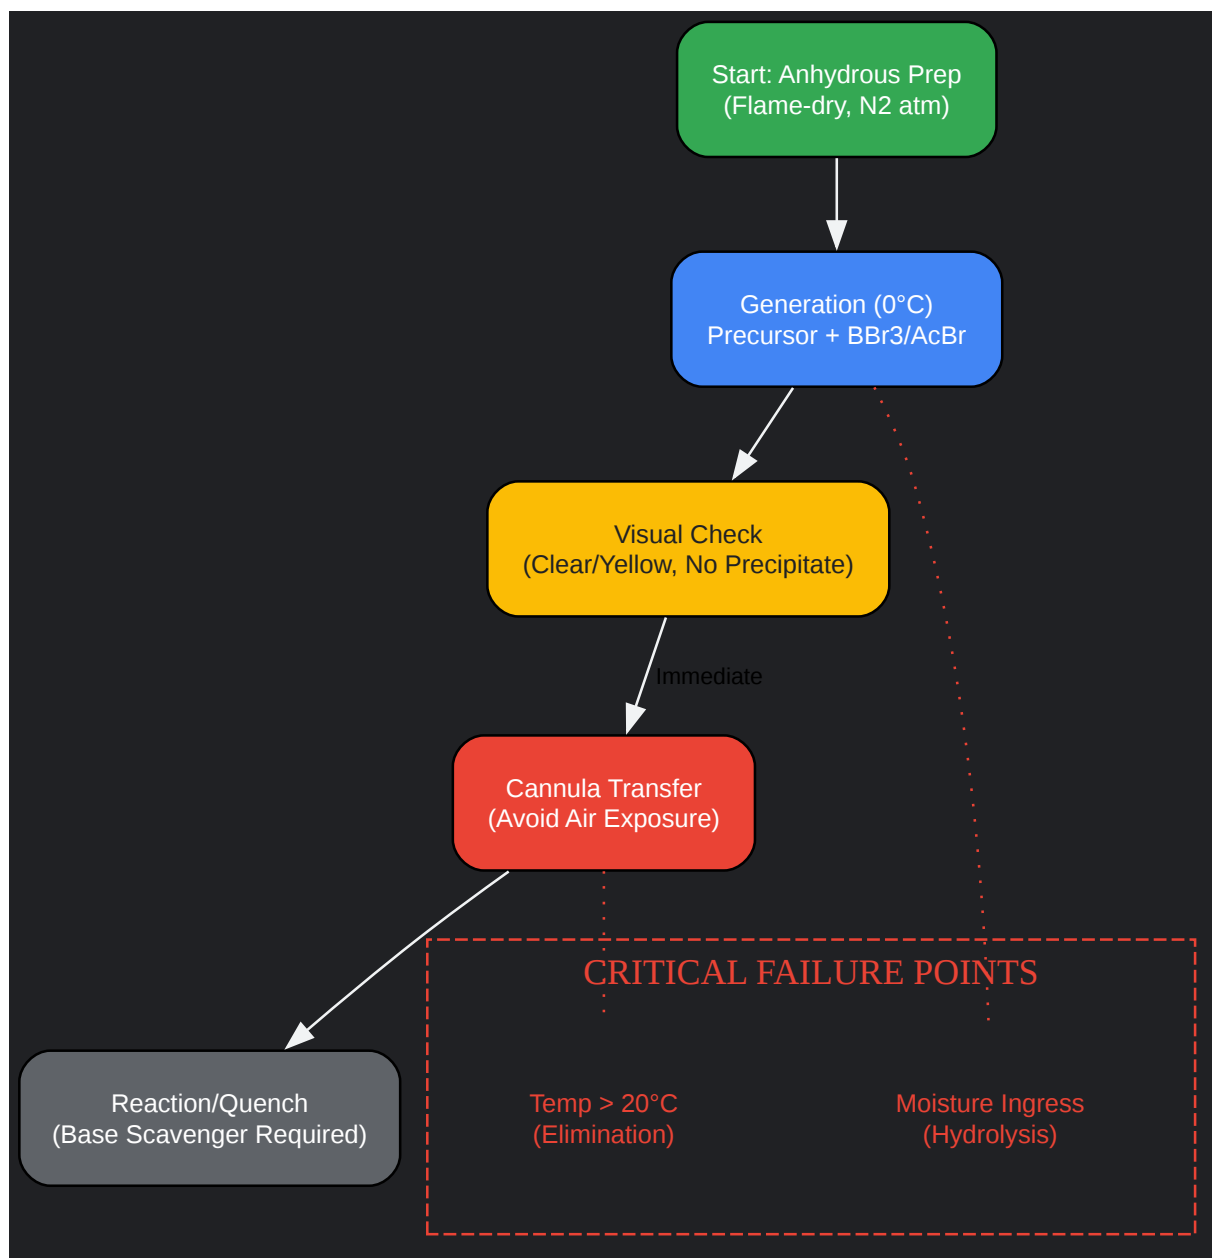 Start: Anhydrous Prep
(Flame-dry, N2 atm)
Generation (0°C)
Precursor + BBr3/AcBr
Visual Check
(Clear/Yellow, No Precipitate)
Immediate
Cannula Transfer
(Avoid Air Exposure)
CRITICAL FAILURE POINTS
Reaction/Quench
(Base Scavenger Required)
Temp > 20°C
(Elimination)
Moisture Ingress
(Hydrolysis)